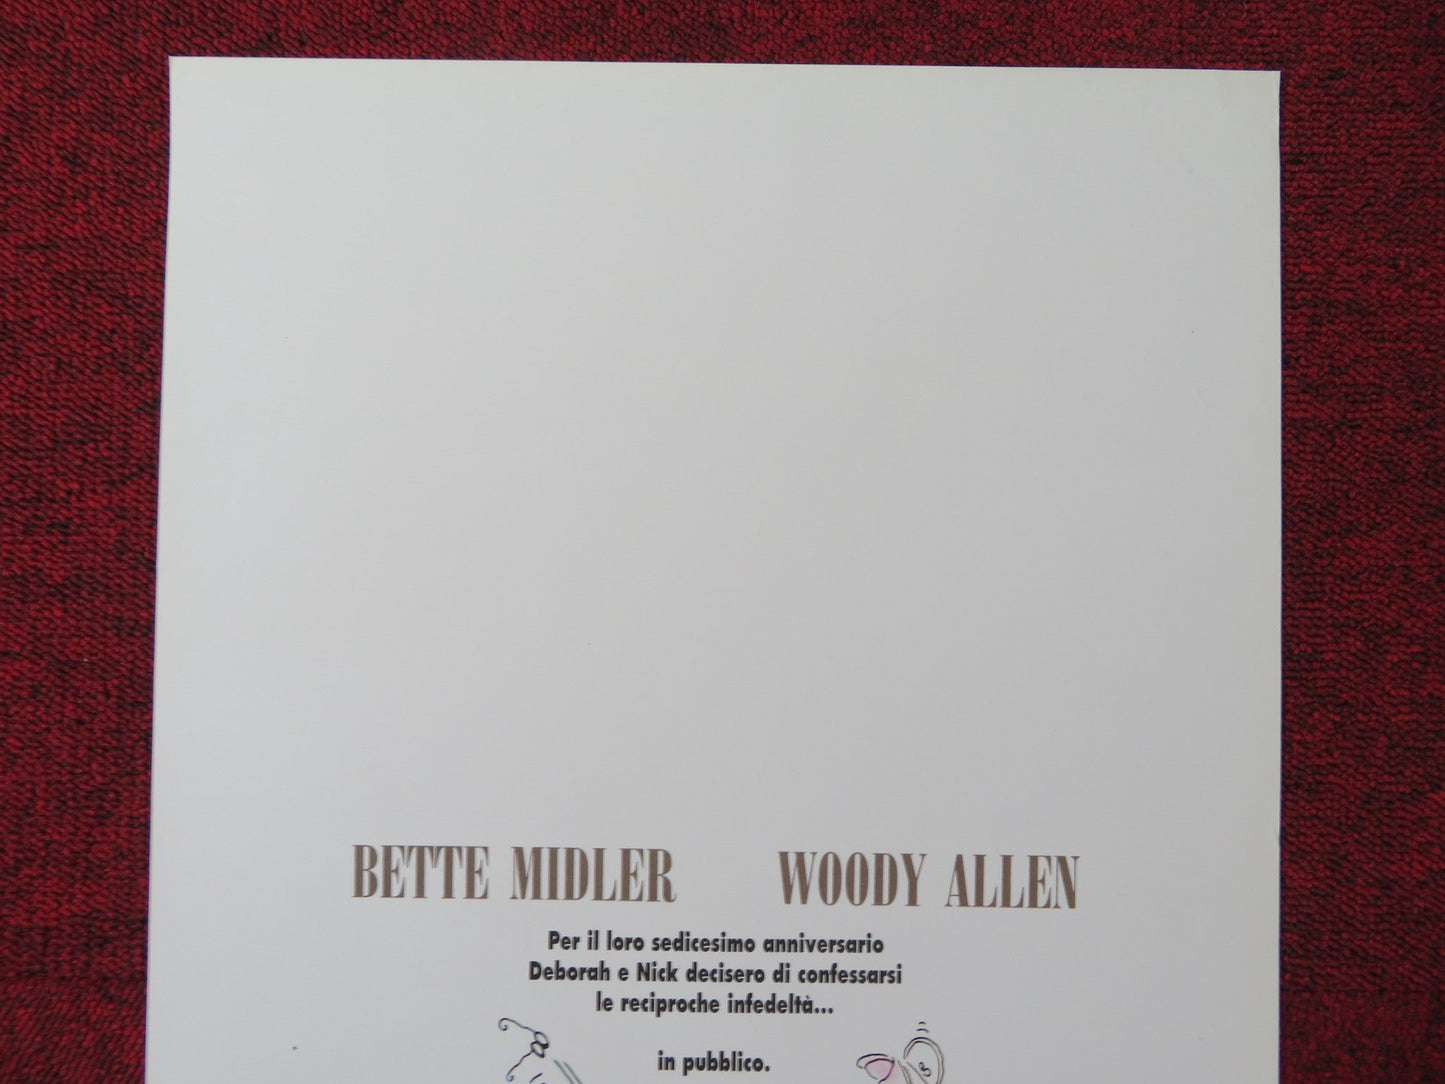 BETTE MIDLER WOODY ALLEN
Per il loro sedicesimo anniversario
Deborah e Nick decisero di confessarsi
le reciproche infedeltà...
in pubblico.